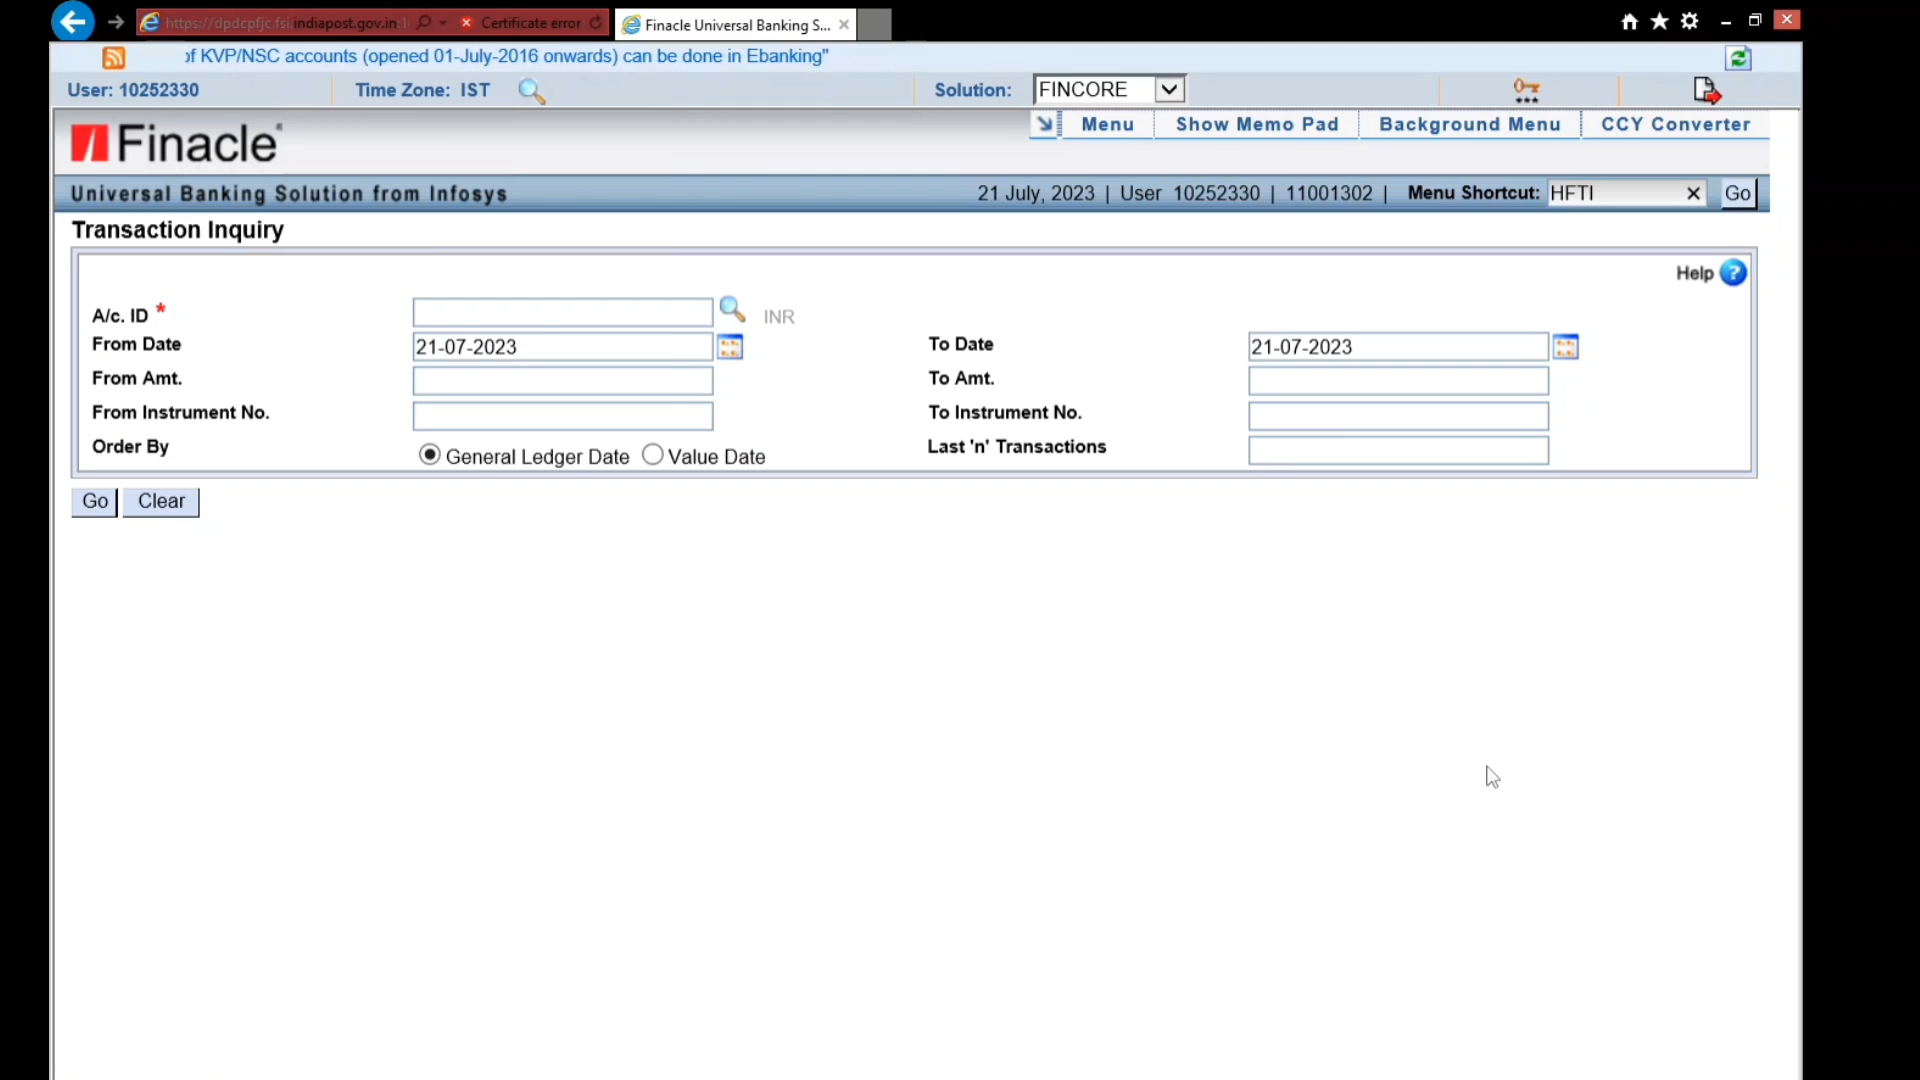 https://dpdcpfjc.fsi.indiapost.gov.in
Certificate error
Finacle Universal Banking S...
of KVP/NSC accounts (opened 01-July-2016 onwards) can be done in Ebanking"
User: 10252330 Time Zone: IST Solution: FINCORE
Menu Show Memo Pad Background Menu CCY Converter
Finacle
Universal Banking Solution from Infosys 21 July, 2023 | User 10252330 | 11001302 | Menu Shortcut: HFTI Go
Transaction Inquiry
Help ?
A/c. ID * INR
From Date 21-07-2023 To Date 21-07-2023
From Amt. To Amt.
From Instrument No. To Instrument No.
Order By General Ledger Date Value Date Last 'n' Transactions
Go Clear